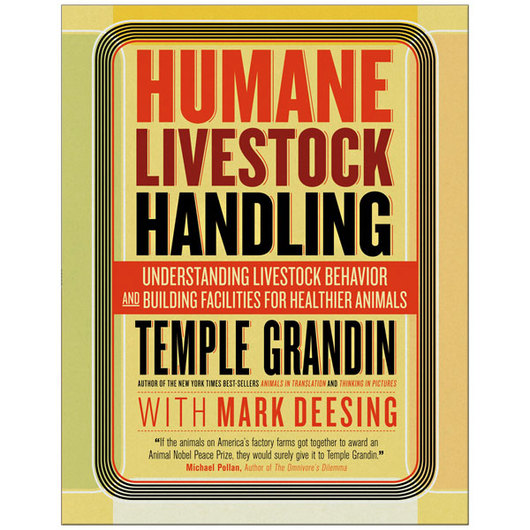 HUMANE
LIVESTOCK
HANDLING
UNDERSTANDING LIVESTOCK BEHAVIOR
AND BUILDING FACILITIES FOR HEALTHIER ANIMALS
TEMPLE GRANDIN
AUTHOR OF THE NEW YORK TIMES BEST-SELLERS ANIMALS IN TRANSLATION AND THINKING IN PICTURES
WITH MARK DEESING
“If the animals on America's factory farms got together to award an
Animal Nobel Peace Prize, they would surely give it to Temple Grandin.”
Michael Pollan, Author of The Omnivore's Dilemma